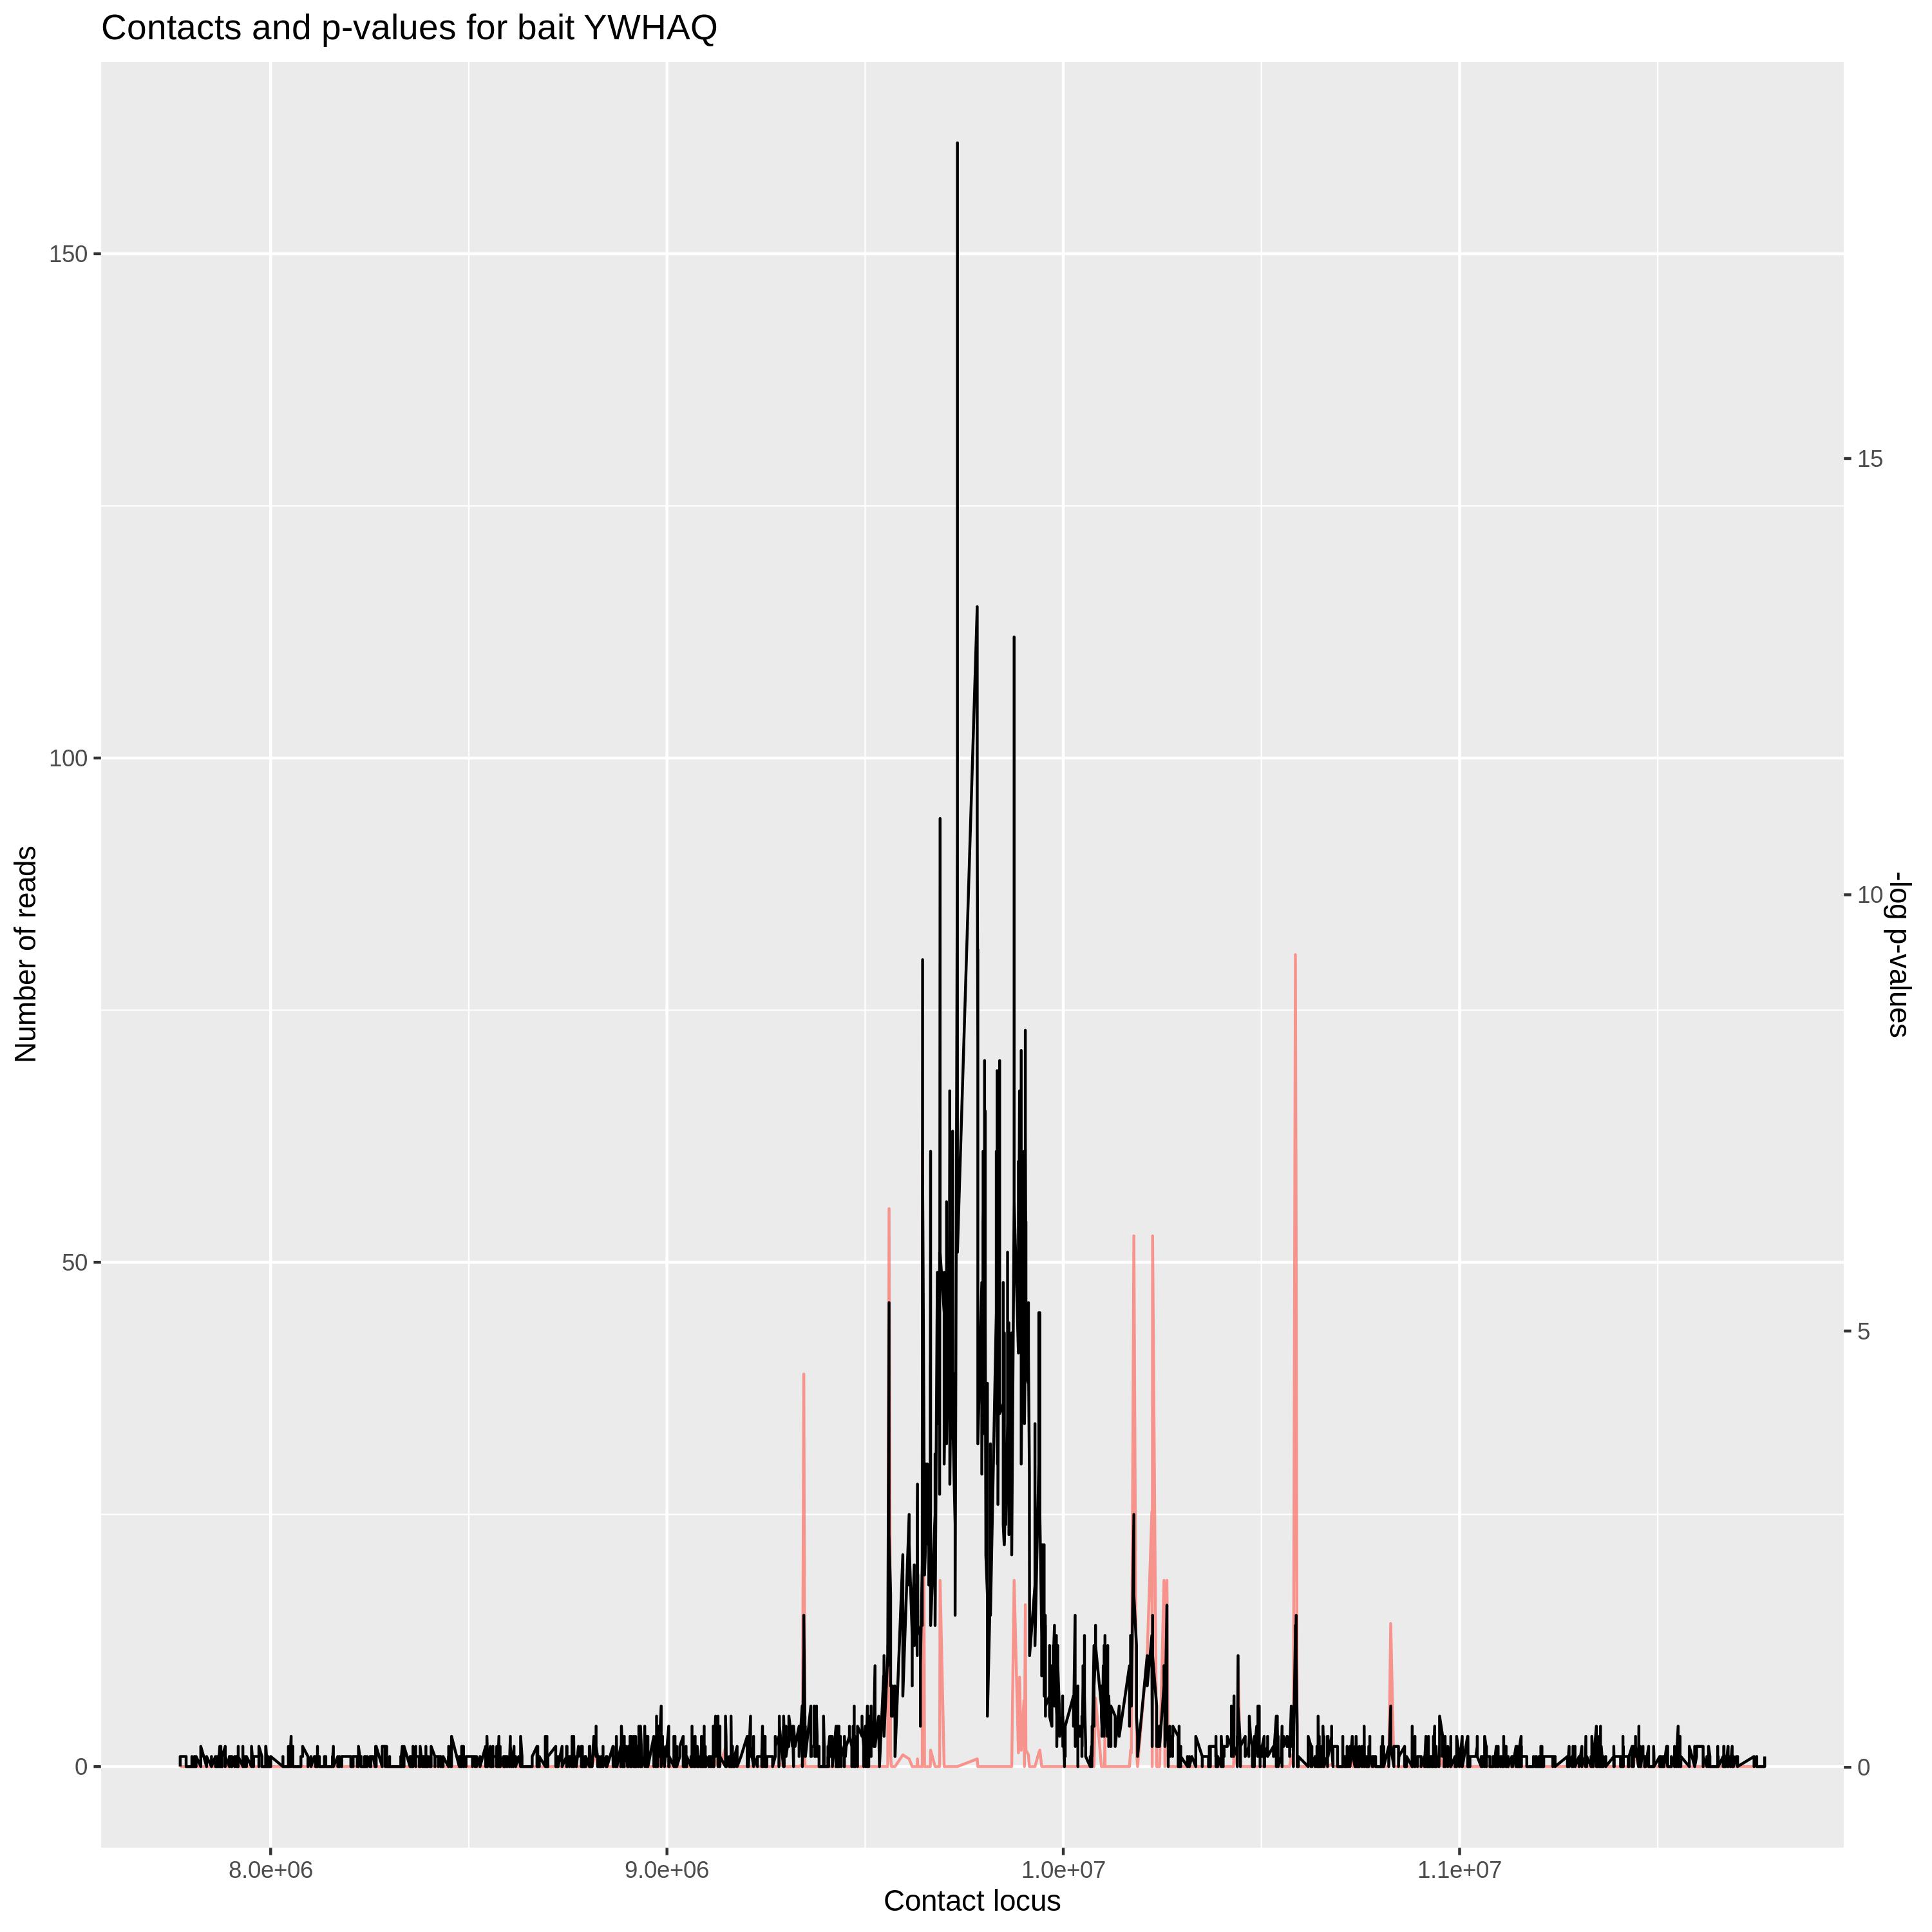 Contacts and p-values for bait YWHAQ
150
100
50
0
Number of reads
15
10
5
0
-log p-values
8.0e+06
9.0e+06
1.0e+07
1.1e+07
Contact locus